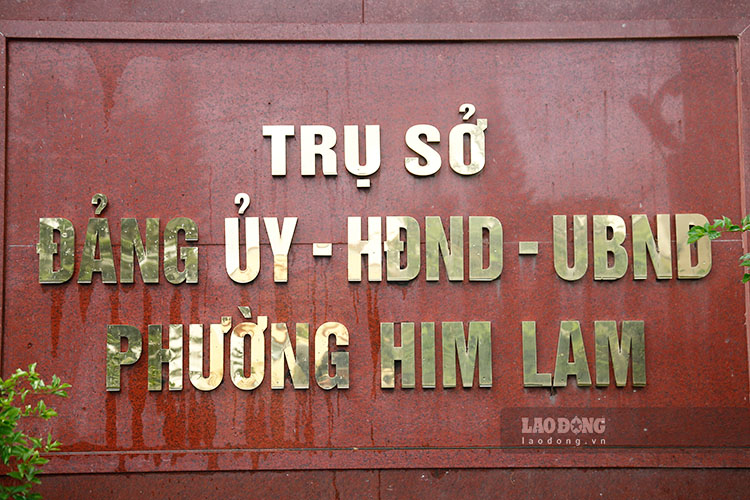 TRỤ SỞ
ĐẢNG ỦY - HĐND - UBND
PHƯỜNG HIM LAM
LAO ĐỘNG
laodong.vn